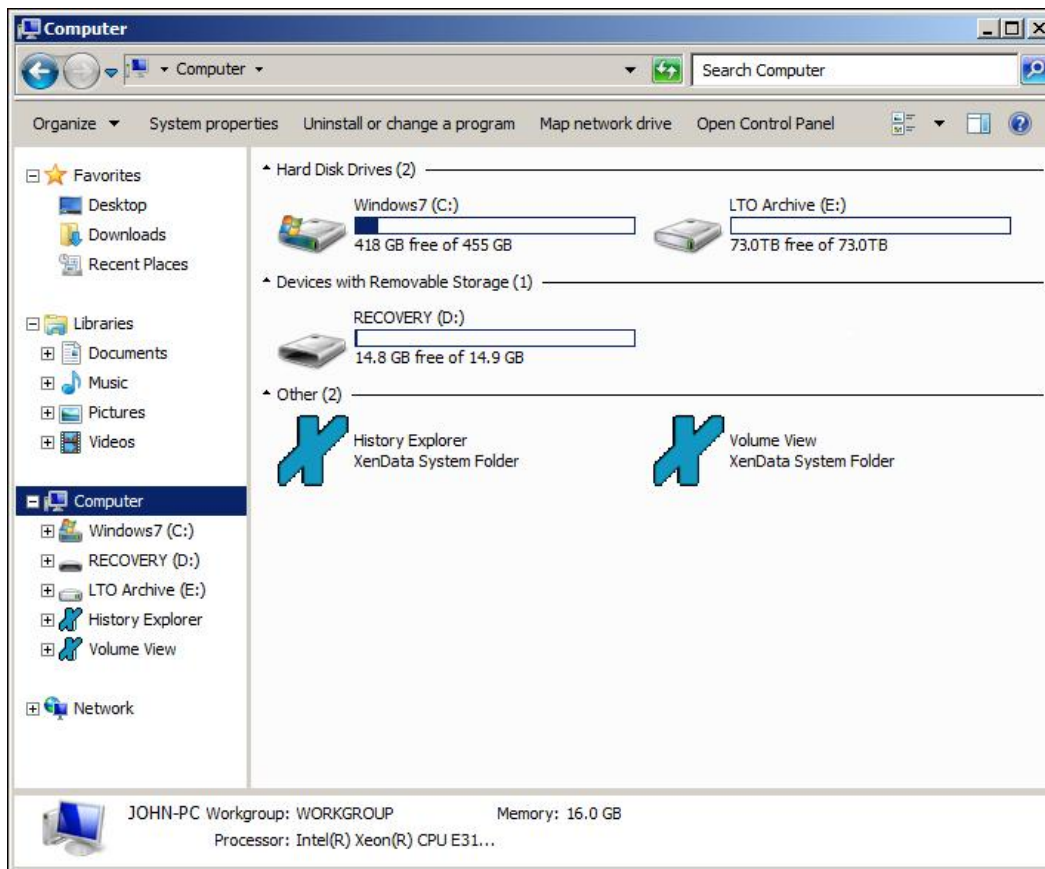 Computer
Computer
Search Computer
Organize System properties Uninstall or change a program Map network drive Open Control Panel
Favorites
Desktop
Downloads
Recent Places
Libraries
Documents
Music
Pictures
Videos
Computer
Windows7 (C:)
RECOVERY (D:)
LTO Archive (E:)
History Explorer
Volume View
Network
Hard Disk Drives (2)
Windows7 (C:)
418 GB free of 455 GB
LTO Archive (E:)
73.0TB free of 73.0TB
Devices with Removable Storage (1)
RECOVERY (D:)
14.8 GB free of 14.9 GB
Other (2)
History Explorer
XenData System Folder
Volume View
XenData System Folder
JOHN-PC Workgroup: WORKGROUP Memory: 16.0 GB
Processor: Intel(R) Xeon(R) CPU E31...